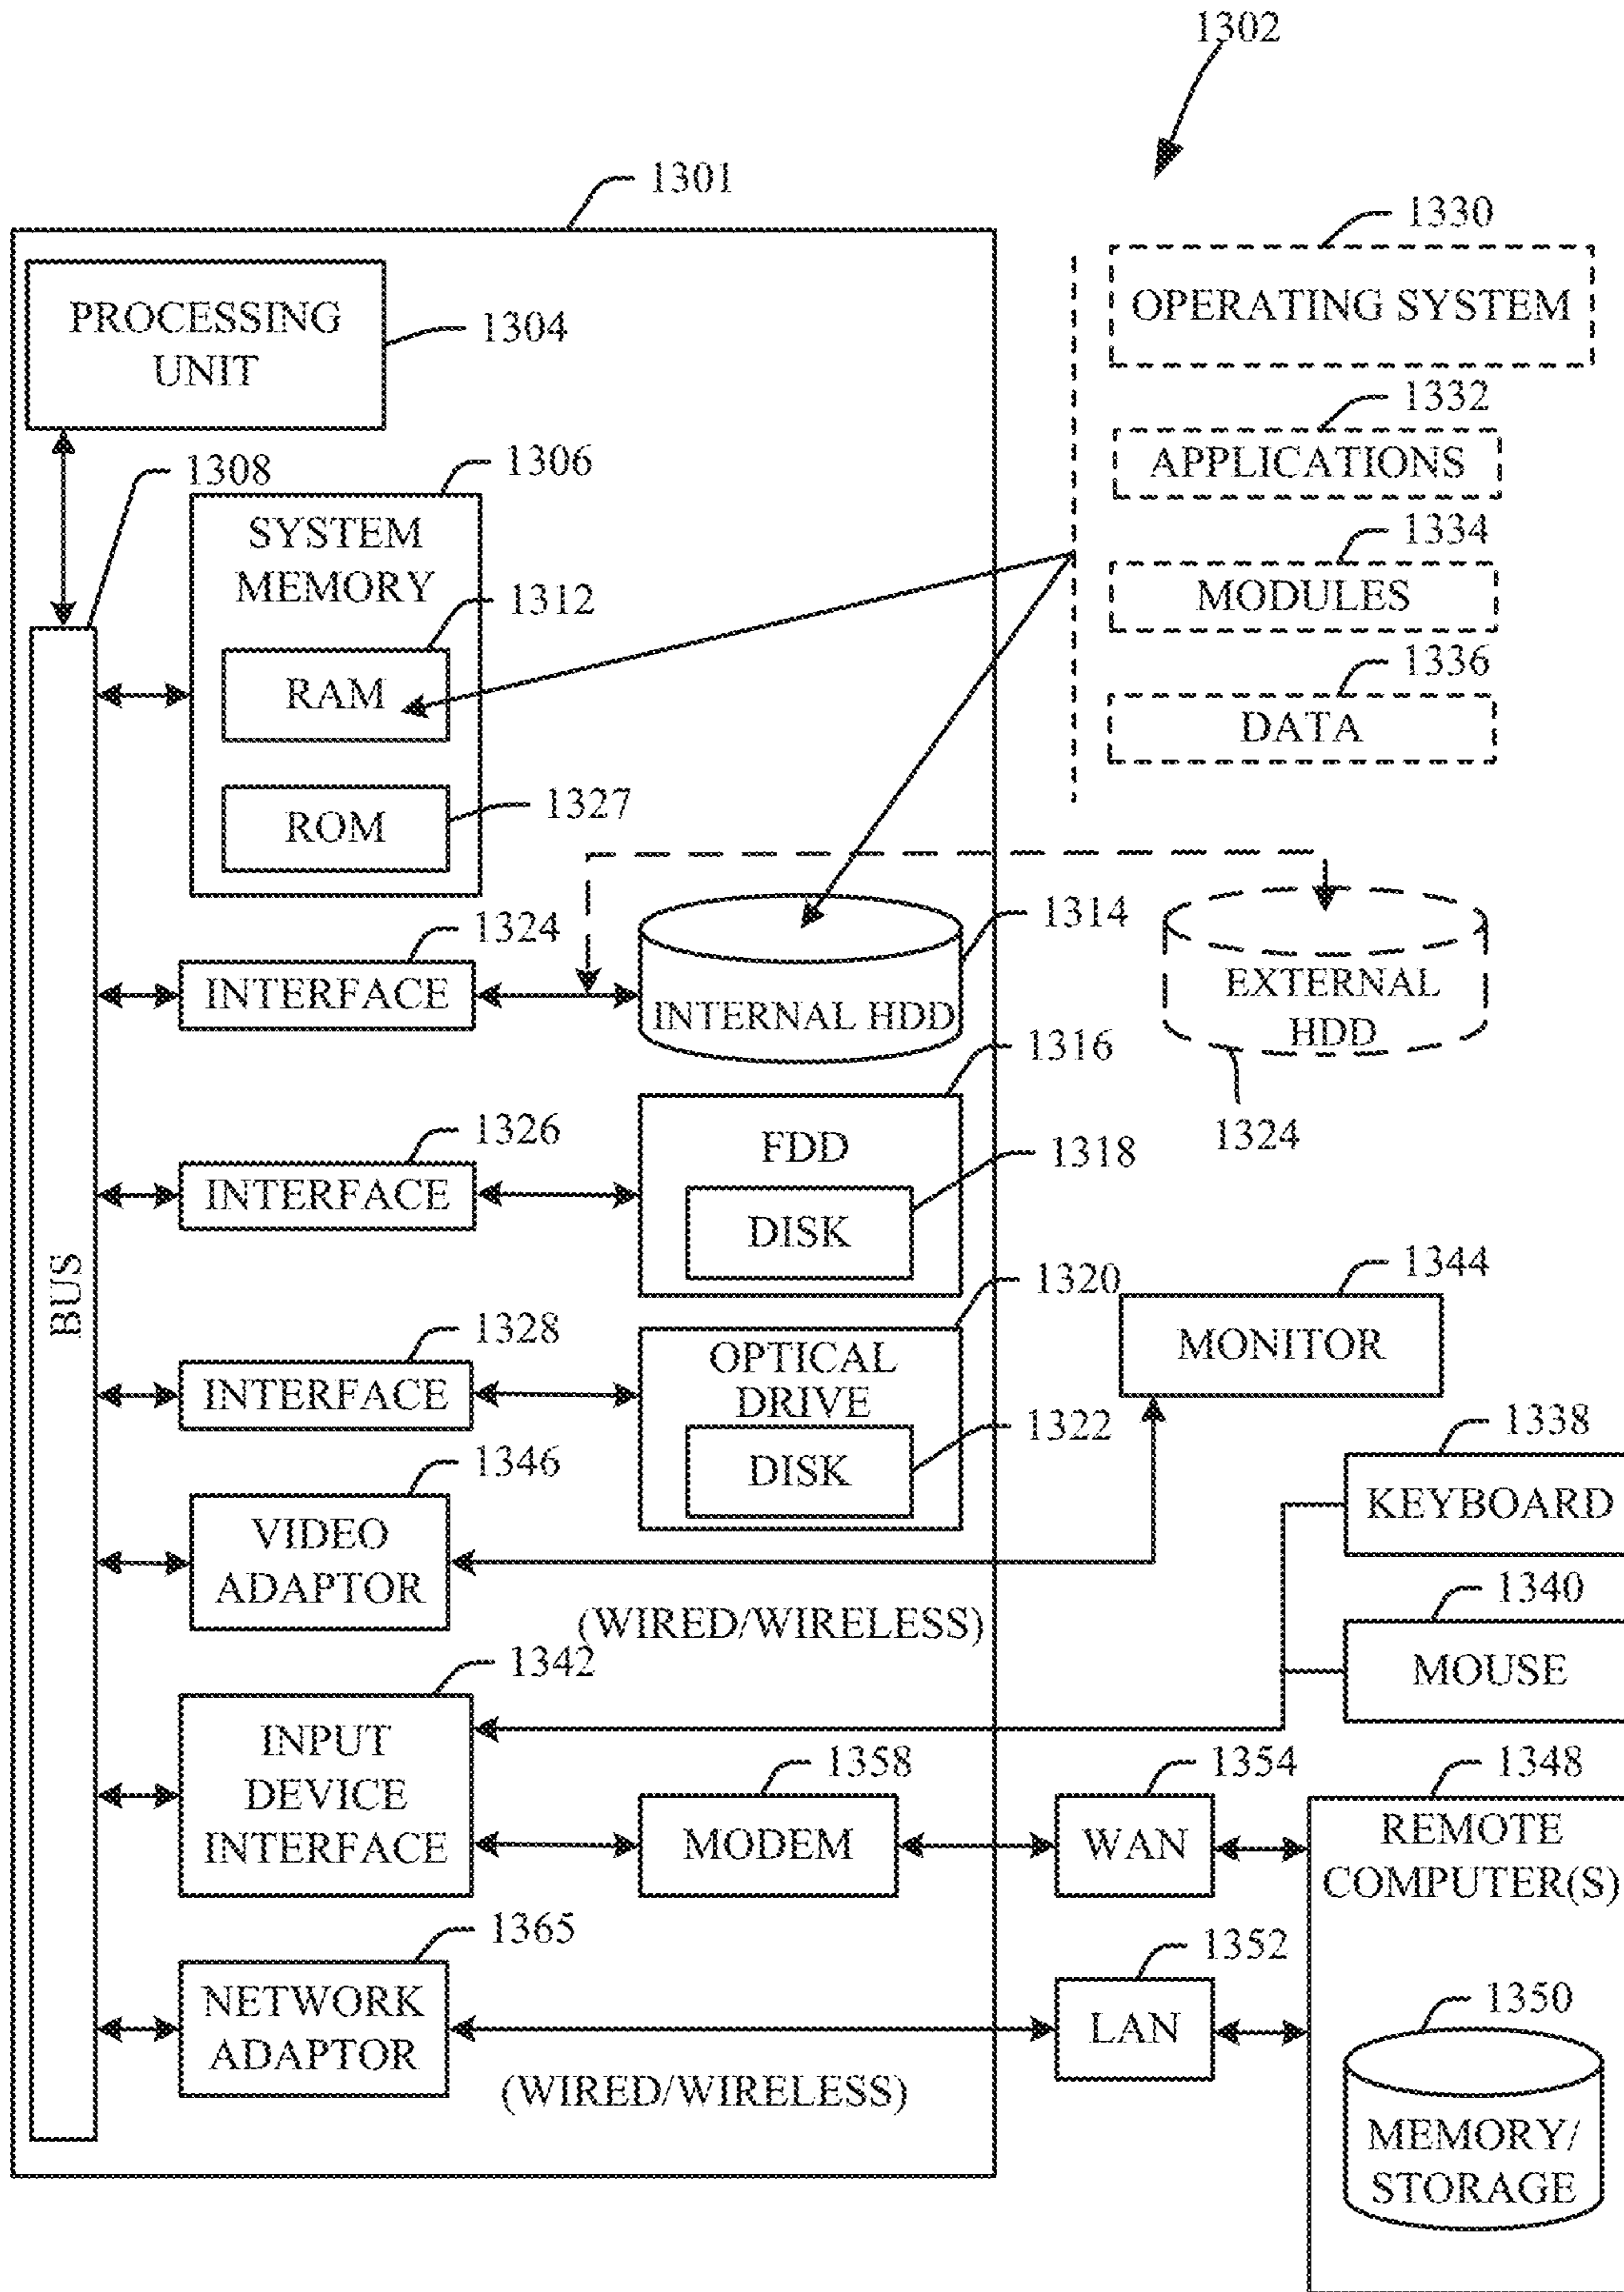 1302
1301
1330
OPERATING SYSTEM
PROCESSING
UNIT
1304
1332
APPLICATIONS
1308
1306
SYSTEM
MEMORY
1334
MODULES
1312
RAM
1336
DATA
1327
ROM
1324
INTERFACE
1314
INTERNAL HDD
EXTERNAL
HDD
1324
1316
FDD
1326
INTERFACE
1318
DISK
BUS
1320
OPTICAL
DRIVE
1344
MONITOR
1328
INTERFACE
1322
DISK
1338
KEYBOARD
1346
VIDEO
ADAPTOR
(WIRED/WIRELESS)
1340
MOUSE
1342
INPUT
DEVICE
INTERFACE
1358
MODEM
1354
WAN
1348
REMOTE
COMPUTER(S)
1365
NETWORK
ADAPTOR
(WIRED/WIRELESS)
1352
LAN
1350
MEMORY/
STORAGE